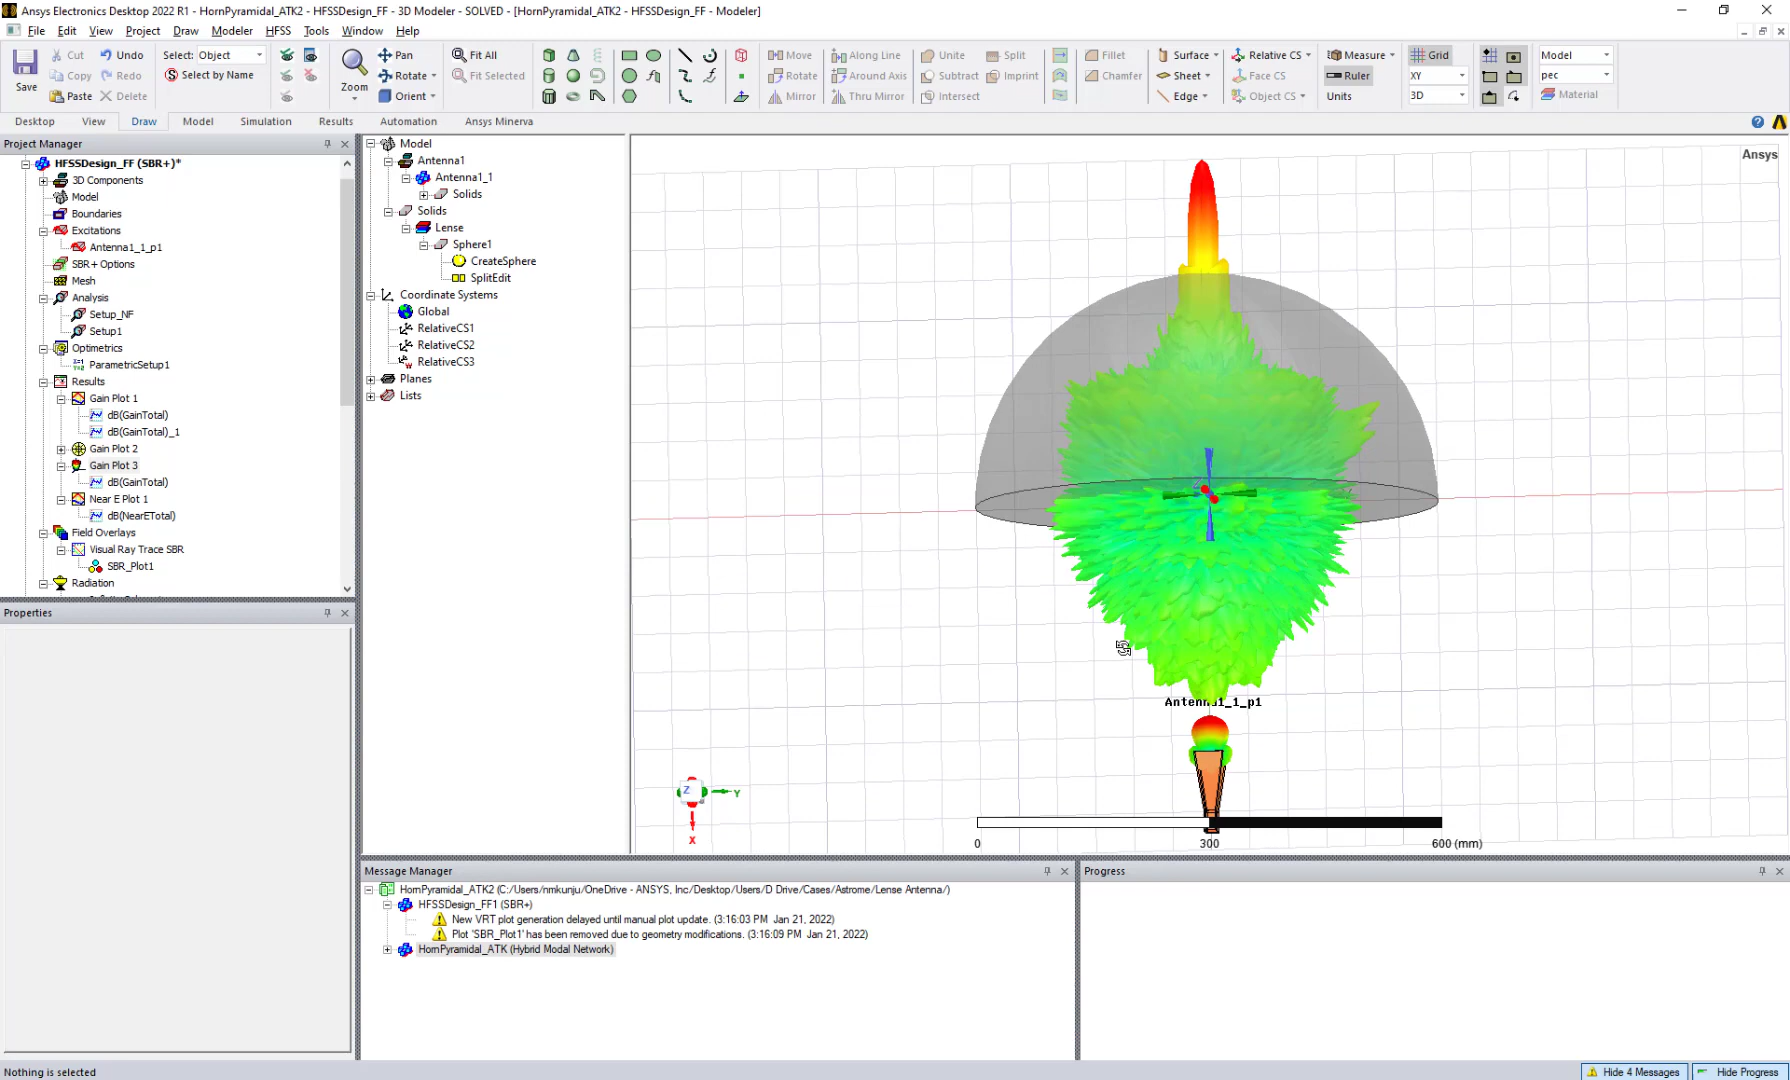 Ansys Electronics Desktop 2022 R1 - HornPyramidal_ATK2 - HFSSDesign_FF - 3D Modeler - SOLVED - [HornPyramidal_ATK2 - HFSSDesign_FF - Modeler]
File Edit View Project Draw Modeler HFSS Tools Window Help
Save
Cut Undo
Copy Redo
Paste Delete
Select: Object
Select by Name
Zoom
Pan
Rotate
Orient
Fit All
Fit Selected
Move Along Line
Rotate Around Axis
Mirror Thru Mirror
Unite Split
Subtract Imprint
Intersect
Fillet
Chamfer
Surface
Sheet
Edge
Relative CS
Face CS
Object CS
Measure
Ruler
Units
Grid
XY
3D
Model
pec
Material
Desktop View Draw Model Simulation Results Automation Ansys Minerva
Project Manager
HFSSDesign_FF (SBR+)*
3D Components
Model
Boundaries
Excitations
Antenna1_1_p1
SBR+ Options
Mesh
Analysis
Setup_NF
Setup1
Optimetrics
ParametricSetup1
Results
Gain Plot 1
dB(GainTotal)
dB(GainTotal)_1
Gain Plot 2
Gain Plot 3
dB(GainTotal)
Near E Plot 1
dB(NearETotal)
Field Overlays
Visual Ray Trace SBR
SBR_Plot1
Radiation
Properties
Model
Antenna1
Antenna1_1
Solids
Solids
Lense
Sphere1
CreateSphere
SplitEdit
Coordinate Systems
Global
RelativeCS1
RelativeCS2
RelativeCS3
Planes
Lists
Ansys
Antenna1_1_p1
Z
Y
X
0 300 600 (mm)
Message Manager
HornPyramidal_ATK2 (C:/Users/nmkunju/OneDrive - ANSYS, Inc/Desktop/Users/D Drive/Cases/Astrome/Lense Antenna/)
HFSSDesign_FF1 (SBR+)
New VRT plot generation delayed until manual plot update. (3:16:03 PM Jan 21, 2022)
Plot 'SBR_Plot1' has been removed due to geometry modifications. (3:16:09 PM Jan 21, 2022)
HornPyramidal_ATK (Hybrid Modal Network)
Progress
Nothing is selected
Hide 4 Messages Hide Progress